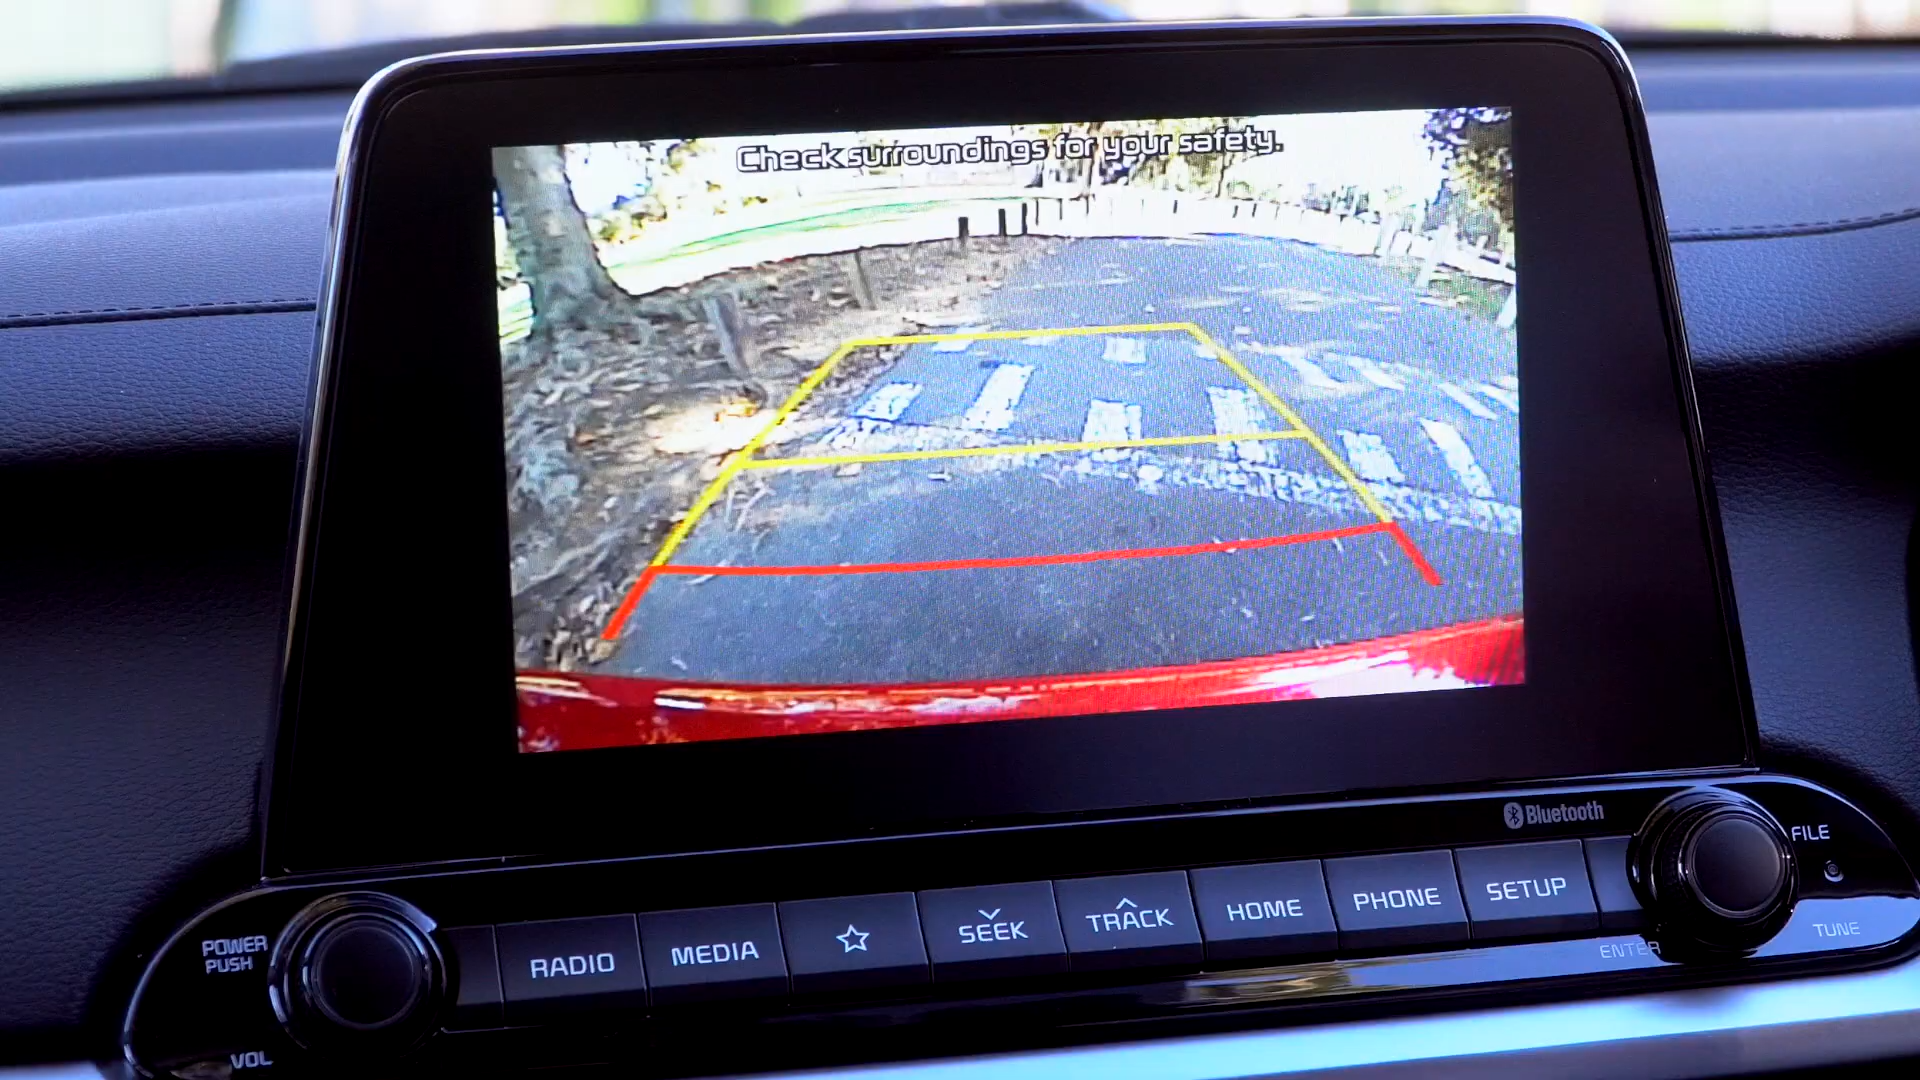 Check surroundings for your safety.
Bluetooth
FILE
POWER
PUSH
RADIO
MEDIA
SEEK
TRACK
HOME
PHONE
SETUP
ENTER
TUNE
VOL